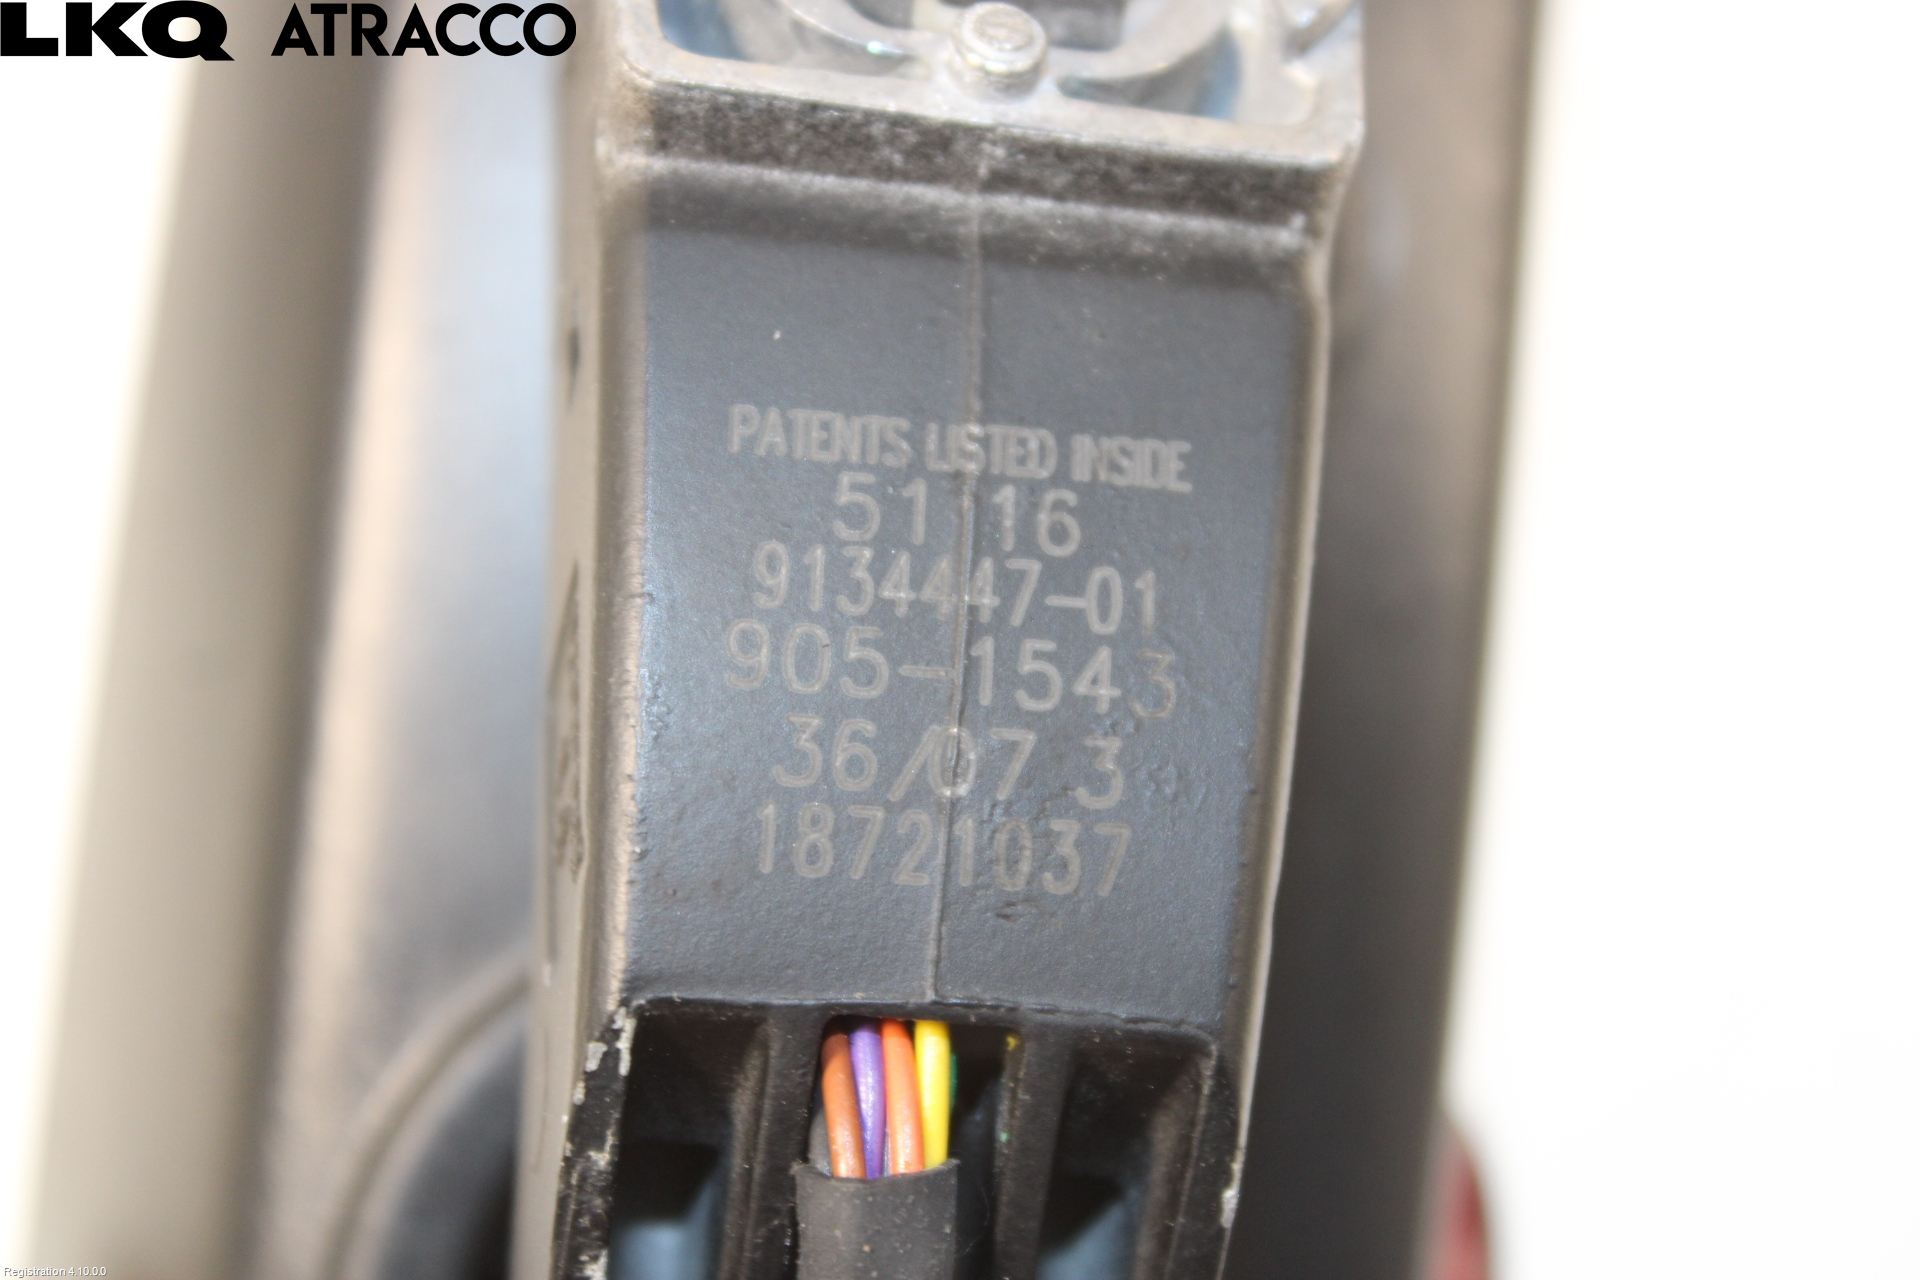 LKQ ATRACCO
PATENTS LISTED INSIDE
51 16
9134447-01
905-1543
36/07 3
18721037
Registration 4.10.0.0